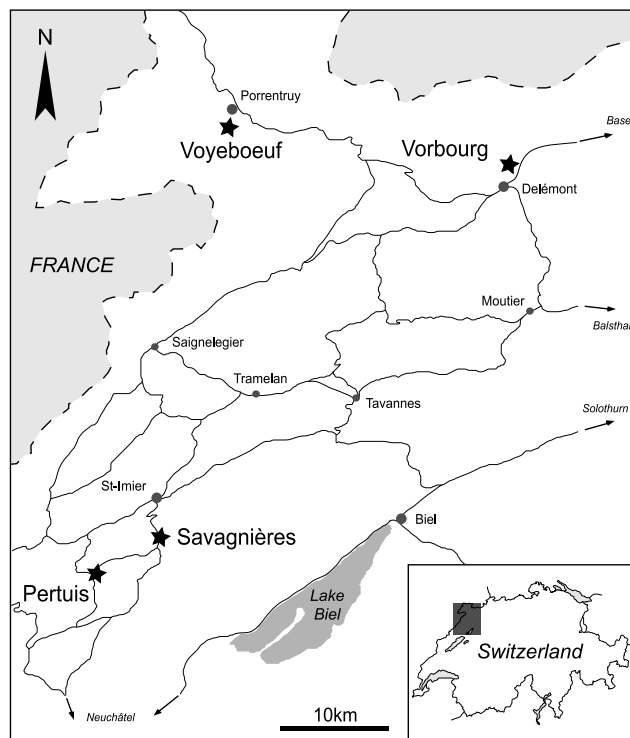 N
Porrentruy
Voyeboeuf
Vorbourg
Basel
Delémont
FRANCE
Moutier
Balsthal
Saignelegier
Tramelan
Tavannes
Solothurn
St-Imier
Savagnières
Biel
Pertuis
Lake
Biel
Switzerland
Neuchâtel
10km